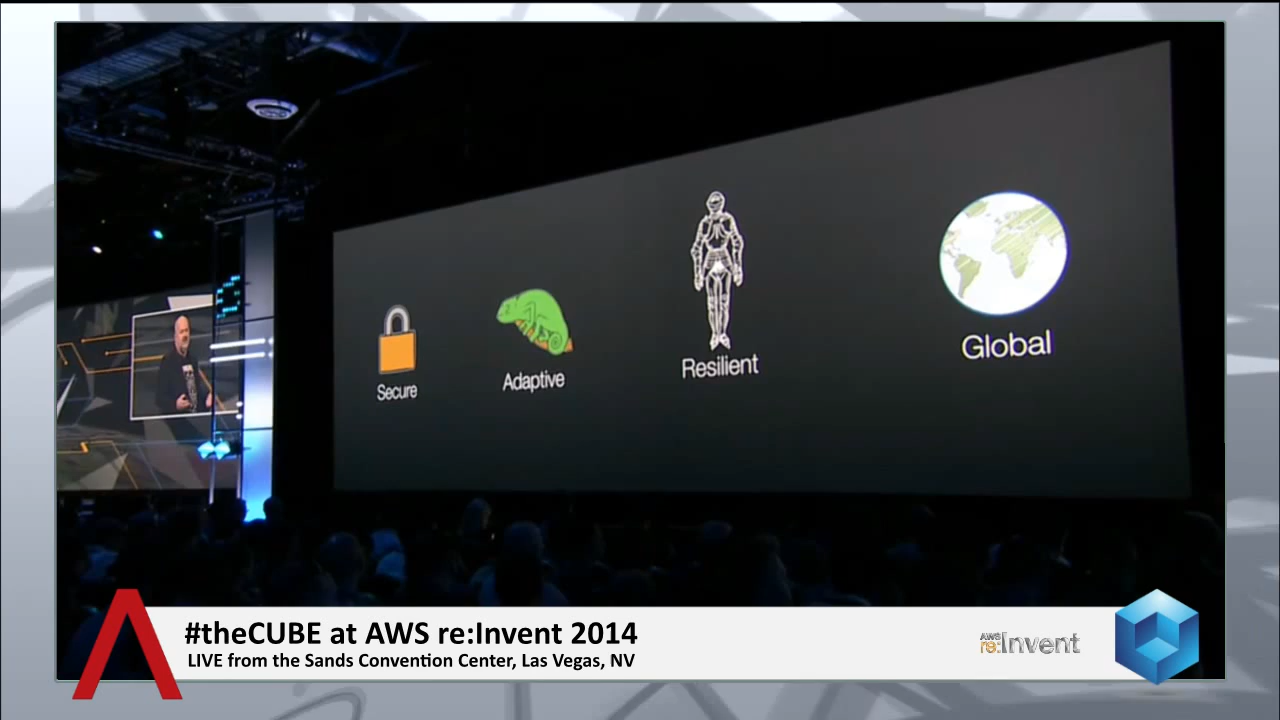 Secure
Adaptive
Resilient
Global
#theCUBE at AWS re:Invent 2014
LIVE from the Sands Convention Center, Las Vegas, NV
AWS
re:Invent